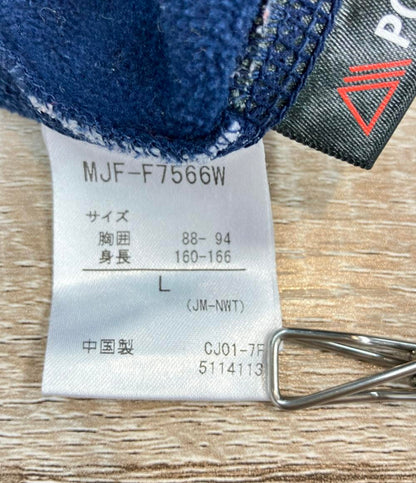 PO
MJF-F7566W
サイズ
胸囲 88- 94
身長 160-166
L
(JM-NWT)
中国製 CJ01-7F
5114113